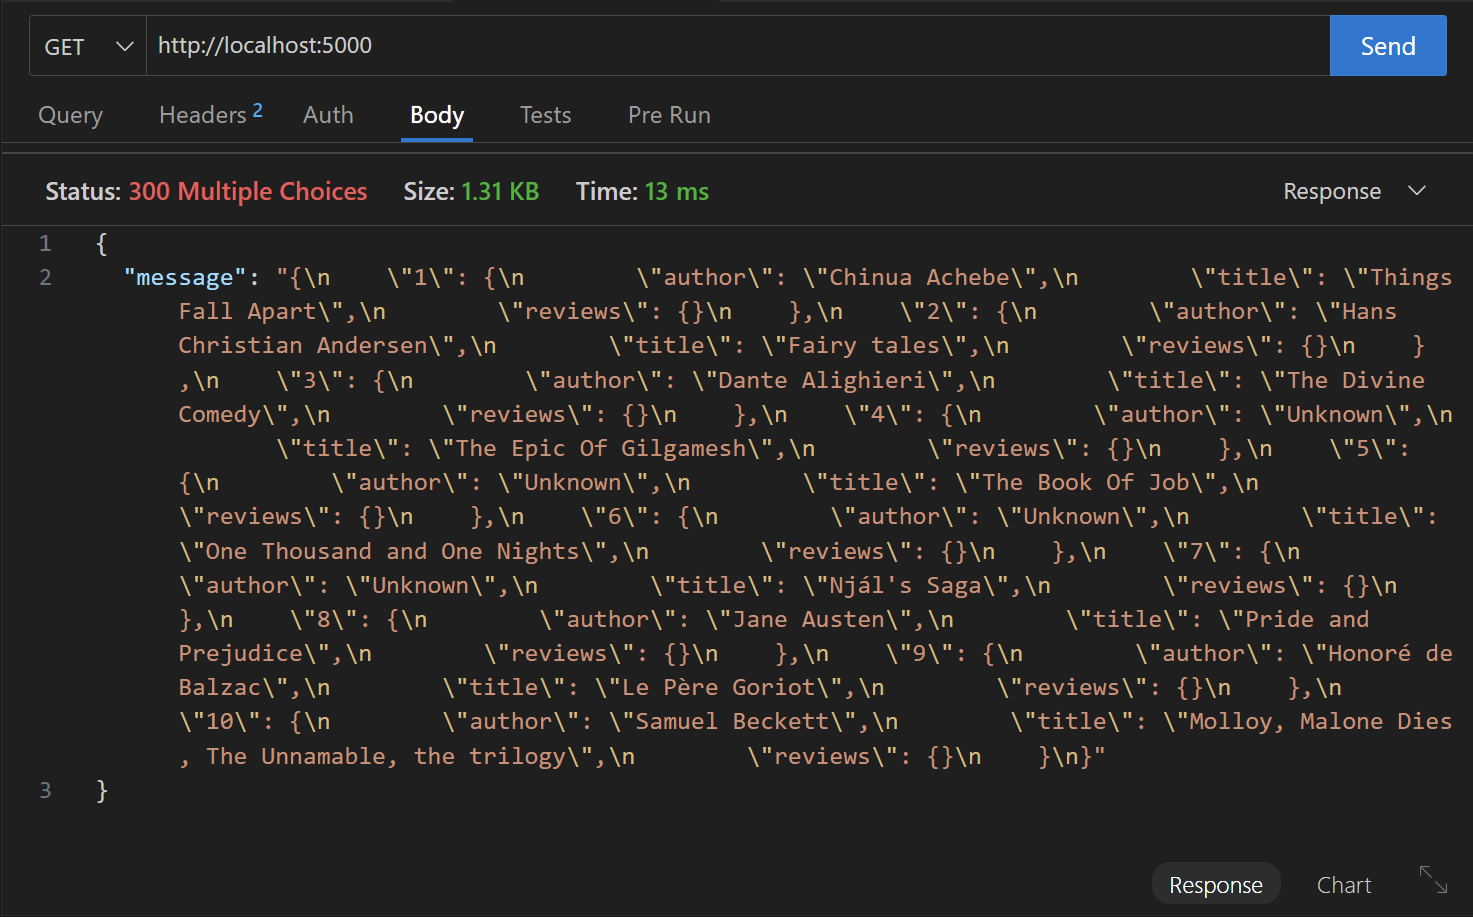 GET http://localhost:5000 Send
Query Headers 2 Auth Body Tests Pre Run
Status: 300 Multiple Choices Size: 1.31 KB Time: 13 ms Response
1 {
2 "message": "{\n    \"1\": {\n        \"author\": \"Chinua Achebe\",\n        \"title\": \"Things
Fall Apart\",\n        \"reviews\": {}\n    },\n    \"2\": {\n        \"author\": \"Hans
Christian Andersen\",\n        \"title\": \"Fairy tales\",\n        \"reviews\": {}\n    }
,\n    \"3\": {\n        \"author\": \"Dante Alighieri\",\n        \"title\": \"The Divine
Comedy\",\n        \"reviews\": {}\n    },\n    \"4\": {\n        \"author\": \"Unknown\",\n
\"title\": \"The Epic Of Gilgamesh\",\n        \"reviews\": {}\n    },\n    \"5\":
{\n        \"author\": \"Unknown\",\n        \"title\": \"The Book Of Job\",\n
\"reviews\": {}\n    },\n    \"6\": {\n        \"author\": \"Unknown\",\n        \"title\":
\"One Thousand and One Nights\",\n        \"reviews\": {}\n    },\n    \"7\": {\n
\"author\": \"Unknown\",\n        \"title\": \"Njál's Saga\",\n        \"reviews\": {}\n
},\n    \"8\": {\n        \"author\": \"Jane Austen\",\n        \"title\": \"Pride and
Prejudice\",\n        \"reviews\": {}\n    },\n    \"9\": {\n        \"author\": \"Honoré de
Balzac\",\n        \"title\": \"Le Père Goriot\",\n        \"reviews\": {}\n    },\n
\"10\": {\n        \"author\": \"Samuel Beckett\",\n        \"title\": \"Molloy, Malone Dies
, The Unnamable, the trilogy\",\n        \"reviews\": {}\n    }\n}"
3 }
Response Chart